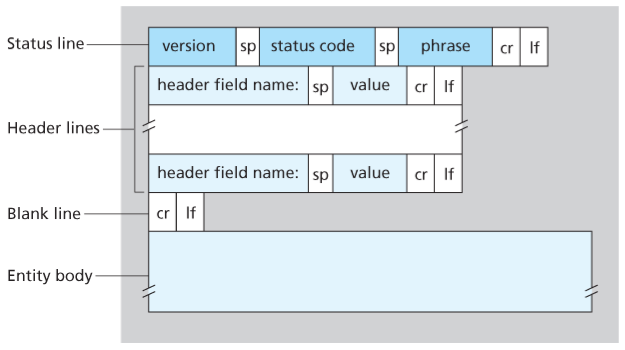 Status line version sp status code sp phrase cr lf
header field name: sp value cr lf
Header lines
header field name: sp value cr lf
Blank line cr lf
Entity body